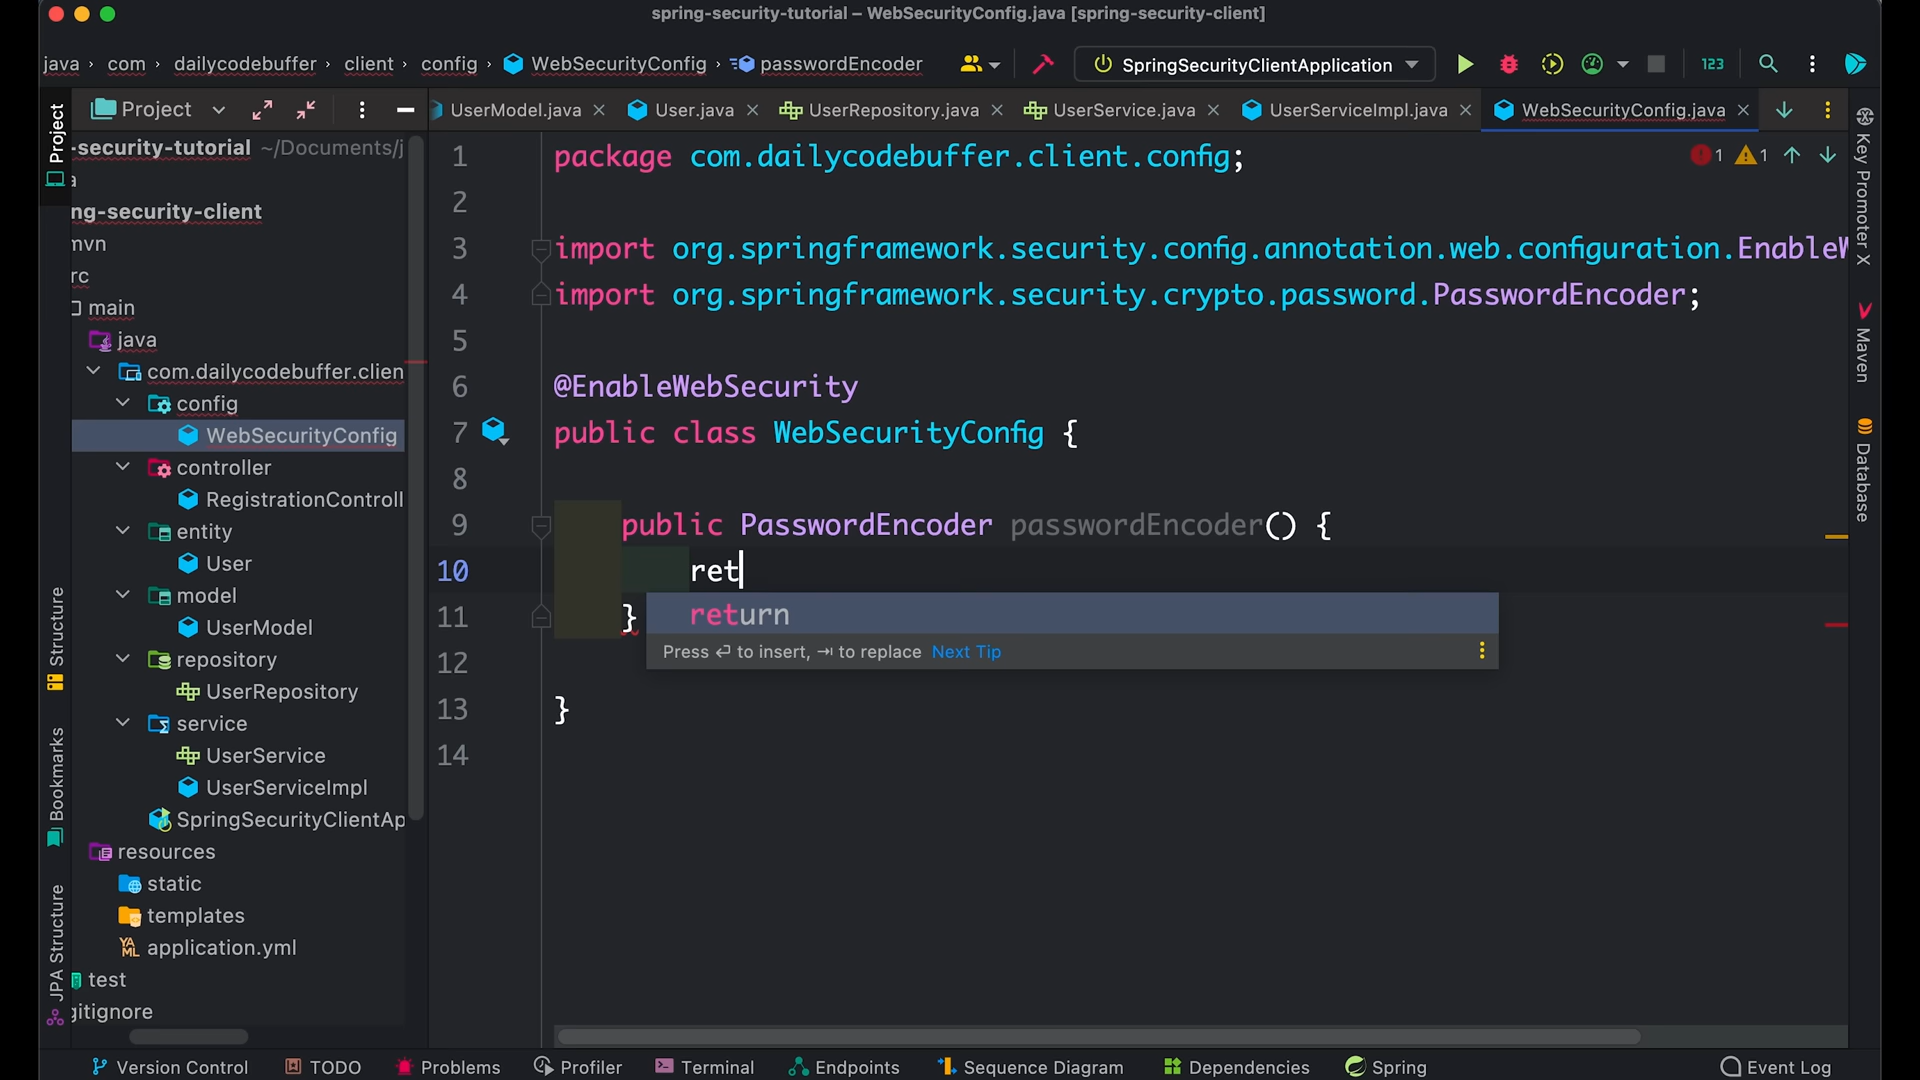 spring-security-tutorial – WebSecurityConfig.java [spring-security-client]
java › com › dailycodebuffer › client › config › WebSecurityConfig › passwordEncoder
SpringSecurityClientApplication
123
Project
UserModel.java
User.java
UserRepository.java
UserService.java
UserServiceImpl.java
WebSecurityConfig.java
Project
Structure
Bookmarks
JPA Structure
-security-tutorial ~/Documents/j
a
ng-security-client
mvn
rc
main
java
com.dailycodebuffer.clien
config
WebSecurityConfig
controller
RegistrationControll
entity
User
model
UserModel
repository
UserRepository
service
UserService
UserServiceImpl
SpringSecurityClientAp
resources
static
templates
application.yml
test
gitignore
1 package com.dailycodebuffer.client.config;
1 1
2
3 import org.springframework.security.config.annotation.web.configuration.EnableW
4 import org.springframework.security.crypto.password.PasswordEncoder;
5
6 @EnableWebSecurity
7 public class WebSecurityConfig {
8
9 public PasswordEncoder passwordEncoder() {
10 ret
11 }
return
Press ↩ to insert, ⇥ to replace Next Tip
12
13 }
14
Key Promoter X
Maven
Database
Version Control
TODO
Problems
Profiler
Terminal
Endpoints
Sequence Diagram
Dependencies
Spring
Event Log